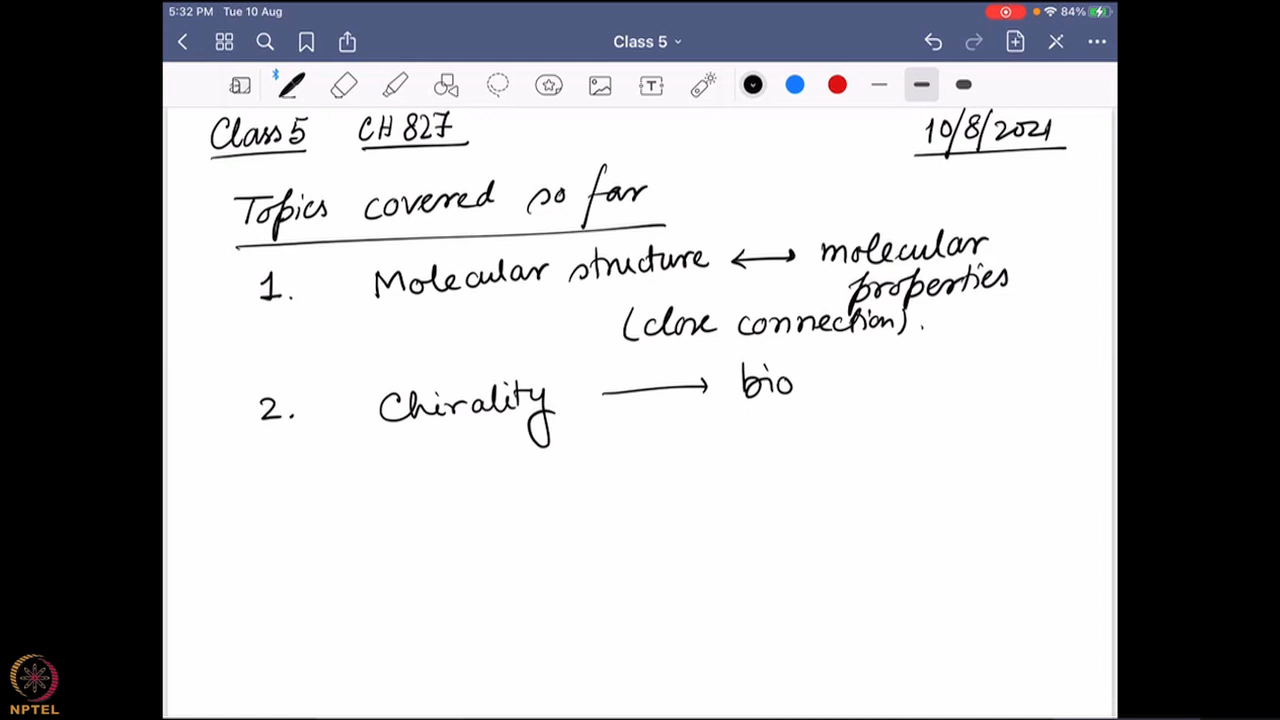 5:32 PM Tue 10 Aug 84%
Class 5
T
Class 5 CH 827 10/8/2021
Topics covered so far
1. Molecular structure ⟷ molecular
properties
(close connection).
2. Chirality ⟶ bio
NPTEL